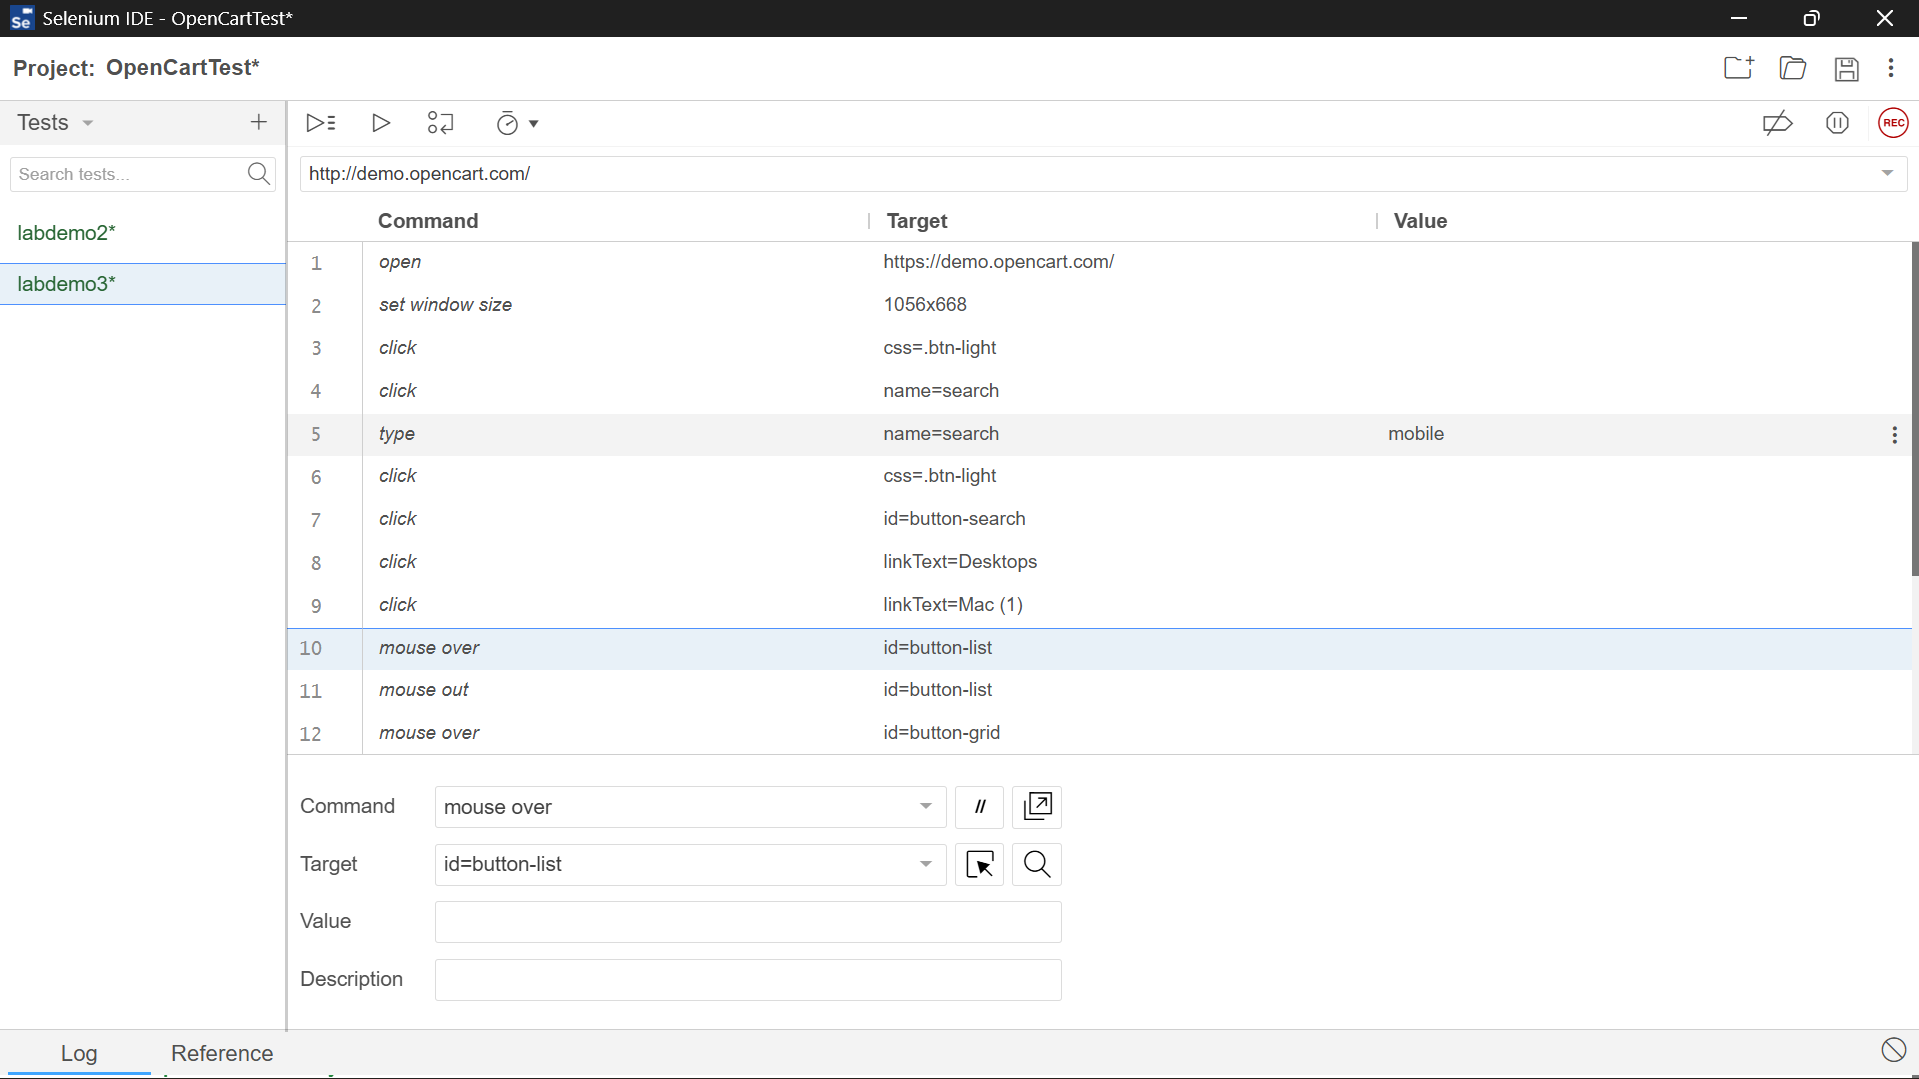 Selenium IDE - OpenCartTest*
Project: OpenCartTest*
Tests
Search tests...
labdemo2*
labdemo3*
REC
http://demo.opencart.com/
Command Target Value
1 open https://demo.opencart.com/
2 set window size 1056x668
3 click css=.btn-light
4 click name=search
5 type name=search mobile
6 click css=.btn-light
7 click id=button-search
8 click linkText=Desktops
9 click linkText=Mac (1)
10 mouse over id=button-list
11 mouse out id=button-list
12 mouse over id=button-grid
Command mouse over //
Target id=button-list
Value
Description
Log Reference